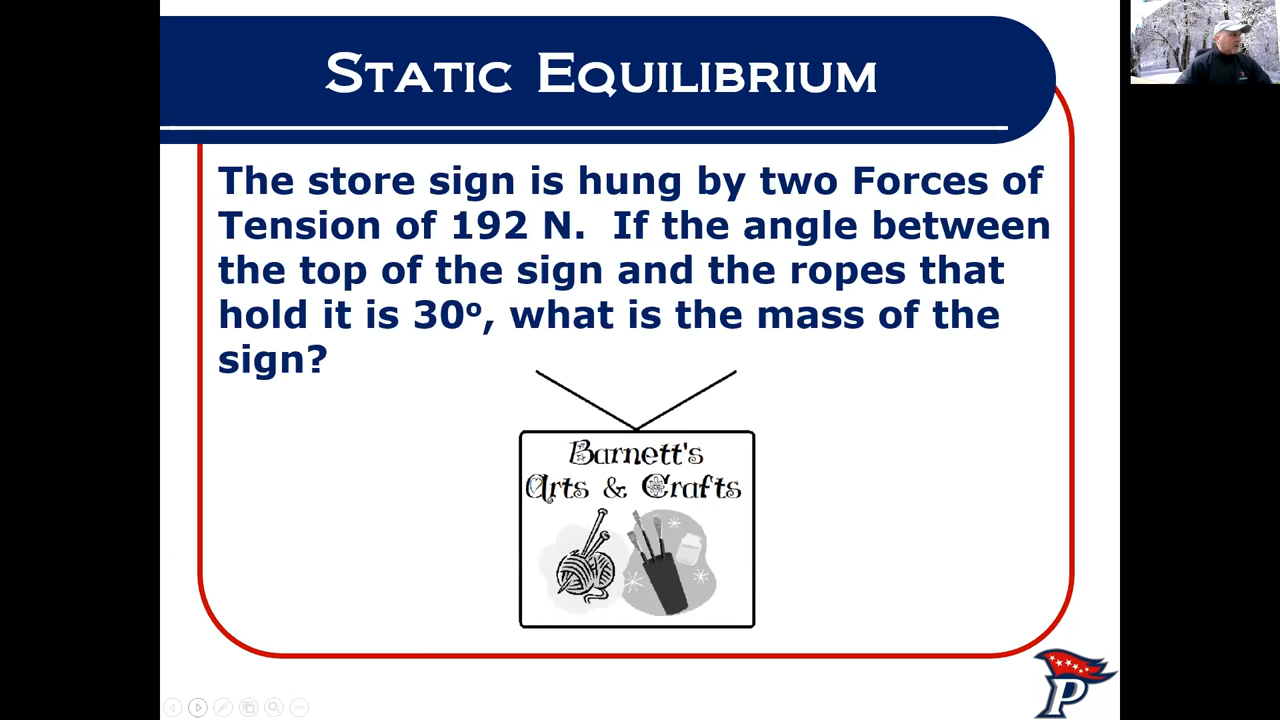 Static Equilibrium
The store sign is hung by two Forces of
Tension of 192 N.  If the angle between
the top of the sign and the ropes that
hold it is 30º, what is the mass of the
sign?
Barnett's
Arts & Crafts
P